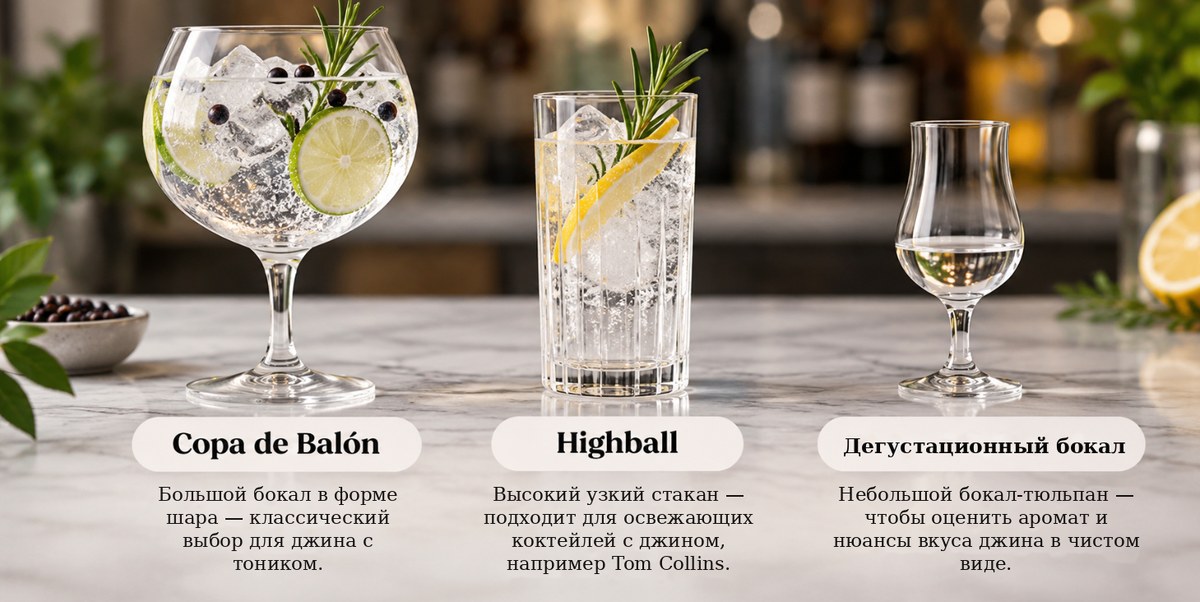 Copa de Balón
Большой бокал в форме
шара — классический
выбор для джина с
тоником.
Highball
Высокий узкий стакан —
подходит для освежающих
коктейлей с джином,
например Tom Collins.
Дегустационный бокал
Небольшой бокал-тюльпан —
чтобы оценить аромат и
нюансы вкуса джина в чистом
виде.